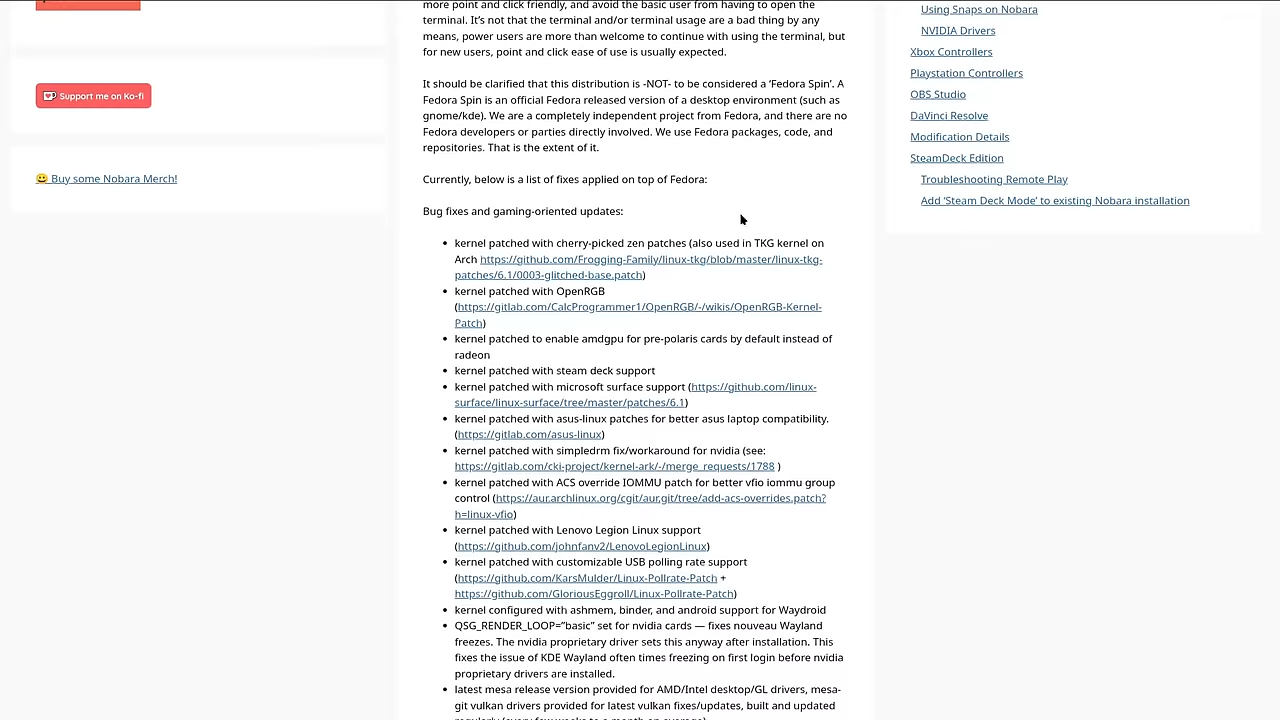 more point and click friendly, and avoid the basic user from having to open the
terminal. It's not that the terminal and/or terminal usage are a bad thing by any
means, power users are more than welcome to continue with using the terminal, but
for new users, point and click ease of use is usually expected.
It should be clarified that this distribution is -NOT- to be considered a 'Fedora Spin'. A
Fedora Spin is an official Fedora released version of a desktop environment (such as
gnome/kde). We are a completely independent project from Fedora, and there are no
Fedora developers or parties directly involved. We use Fedora packages, code, and
repositories. That is the extent of it.
Currently, below is a list of fixes applied on top of Fedora:
Bug fixes and gaming-oriented updates:
• kernel patched with cherry-picked zen patches (also used in TKG kernel on
Arch https://github.com/Frogging-Family/linux-tkg/blob/master/linux-tkg-
patches/6.1/0003-glitched-base.patch)
• kernel patched with OpenRGB
(https://gitlab.com/CalcProgrammer1/OpenRGB/-/wikis/OpenRGB-Kernel-
Patch)
• kernel patched to enable amdgpu for pre-polaris cards by default instead of
radeon
• kernel patched with steam deck support
• kernel patched with microsoft surface support (https://github.com/linux-
surface/linux-surface/tree/master/patches/6.1)
• kernel patched with asus-linux patches for better asus laptop compatibility.
(https://gitlab.com/asus-linux)
• kernel patched with simpledrm fix/workaround for nvidia (see:
https://gitlab.com/cki-project/kernel-ark/-/merge_requests/1788 )
• kernel patched with ACS override IOMMU patch for better vfio iommu group
control (https://aur.archlinux.org/cgit/aur.git/tree/add-acs-overrides.patch?
h=linux-vfio)
• kernel patched with Lenovo Legion Linux support
(https://github.com/johnfanv2/LenovoLegionLinux)
• kernel patched with customizable USB polling rate support
(https://github.com/KarsMulder/Linux-Pollrate-Patch +
https://github.com/GloriousEggroll/Linux-Pollrate-Patch)
• kernel configured with ashmem, binder, and android support for Waydroid
• QSG_RENDER_LOOP="basic" set for nvidia cards — fixes nouveau Wayland
freezes. The nvidia proprietary driver sets this anyway after installation. This
fixes the issue of KDE Wayland often times freezing on first login before nvidia
proprietary drivers are installed.
• latest mesa release version provided for AMD/Intel desktop/GL drivers, mesa-
git vulkan drivers provided for latest vulkan fixes/updates, built and updated
regularly (every few weeks to a month on average)
Support me on Ko-fi
😀 Buy some Nobara Merch!
Using Snaps on Nobara
NVIDIA Drivers
Xbox Controllers
Playstation Controllers
OBS Studio
DaVinci Resolve
Modification Details
SteamDeck Edition
Troubleshooting Remote Play
Add 'Steam Deck Mode' to existing Nobara installation